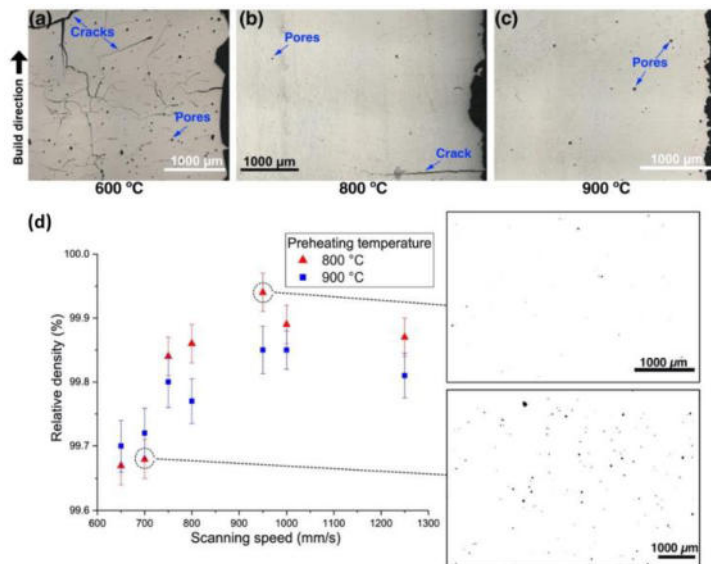 (a)
Cracks
Pores
1000 µm
Build direction
600 °C
(b)
Pores
1000 µm
Crack
800 °C
(c)
Pores
1000 µm
900 °C
(d)
Preheating temperature
800 °C
900 °C
Relative density (%)
100.0
99.9
99.8
99.7
99.6
600 700 800 900 1000 1100 1200 1300
Scanning speed (mm/s)
1000 µm
1000 µm